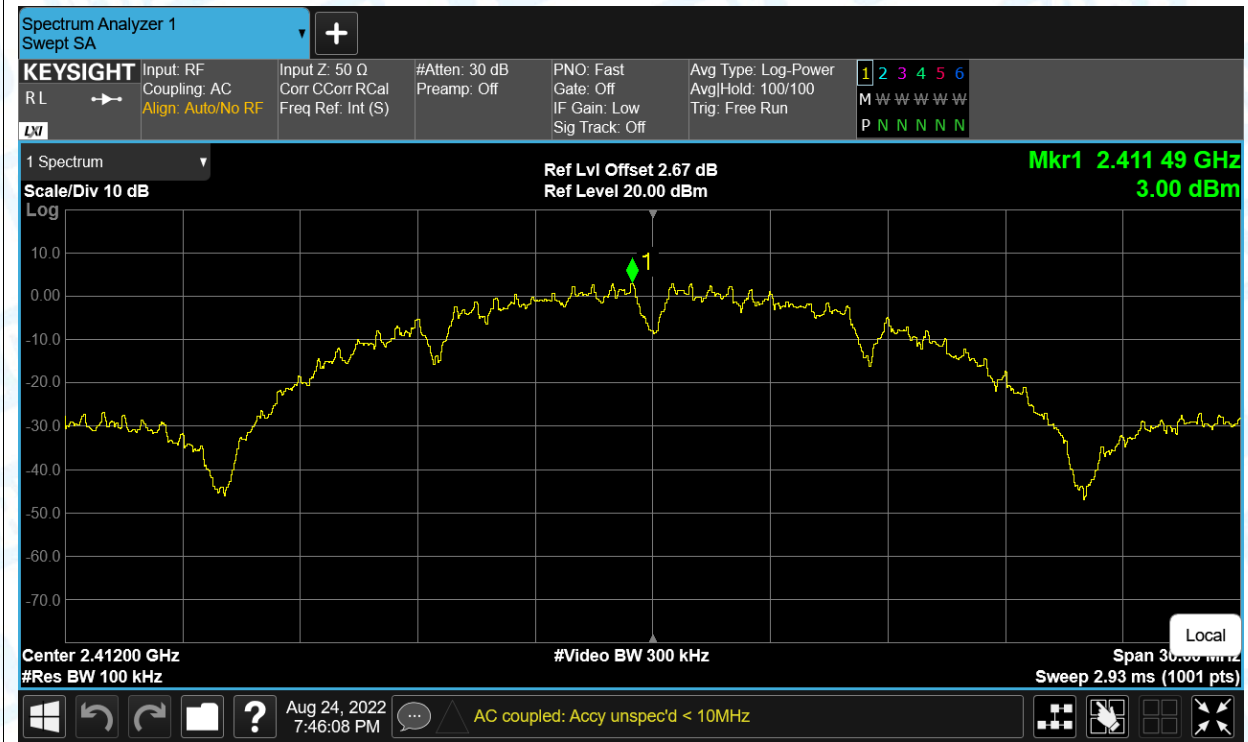 Spectrum Analyzer 1
Swept SA
KEYSIGHT
R L
LXI
Input: RF
Coupling: AC
Align: Auto/No RF
Input Z: 50 Ω
Corr CCorr RCal
Freq Ref: Int (S)
#Atten: 30 dB
Preamp: Off
PNO: Fast
Gate: Off
IF Gain: Low
Sig Track: Off
Avg Type: Log-Power
Avg|Hold: 100/100
Trig: Free Run
1 2 3 4 5 6
M W W W W W
P N N N N N
1 Spectrum
Scale/Div 10 dB
Ref Lvl Offset 2.67 dB
Ref Level 20.00 dBm
Mkr1 2.411 49 GHz
3.00 dBm
Log
1
10.0
0.00
-10.0
-20.0
-30.0
-40.0
-50.0
-60.0
-70.0
Local
Center 2.41200 GHz
#Video BW 300 kHz
Span 30.00 MHz
#Res BW 100 kHz
Sweep 2.93 ms (1001 pts)
?
Aug 24, 2022
7:46:08 PM
AC coupled: Accy unspec'd < 10MHz